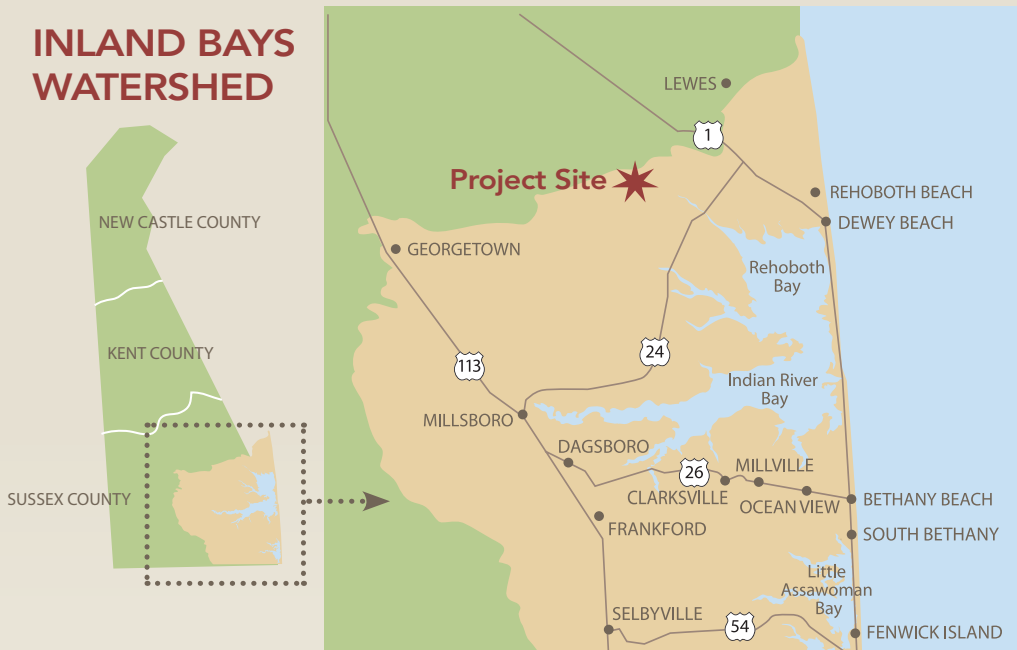 INLAND BAYS
WATERSHED
NEW CASTLE COUNTY
KENT COUNTY
SUSSEX COUNTY
LEWES
1
Project Site
REHOBOTH BEACH
DEWEY BEACH
GEORGETOWN
Rehoboth
Bay
113
24
Indian River
Bay
MILLSBORO
DAGSBORO
26
MILLVILLE
CLARKSVILLE
OCEAN VIEW
BETHANY BEACH
FRANKFORD
SOUTH BETHANY
Little
Assawoman
Bay
SELBYVILLE
54
FENWICK ISLAND